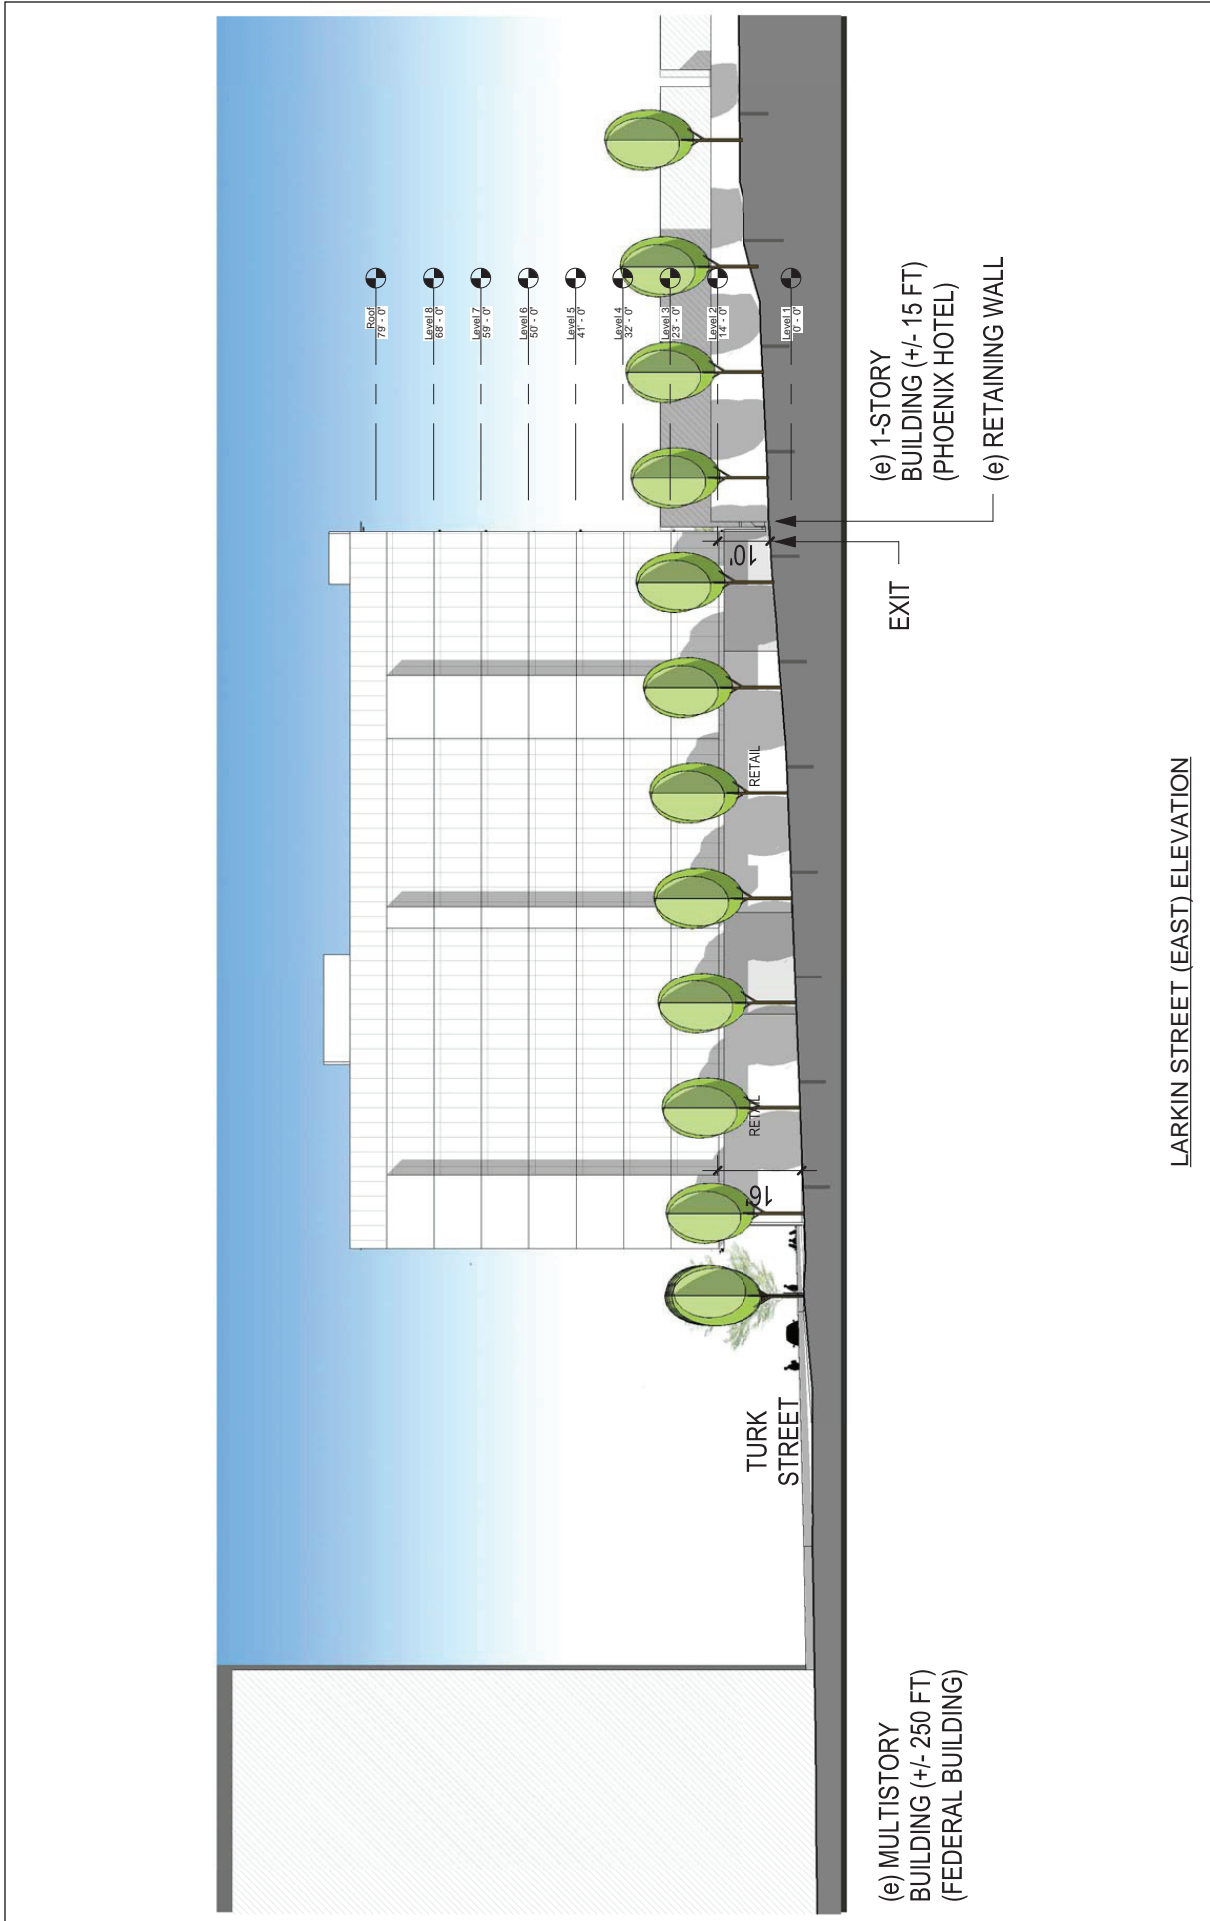 Roof
79' - 0"
Level 8
68' - 0"
Level 7
59' - 0"
Level 6
50' - 0"
Level 5
41' - 0"
Level 4
32' - 0"
Level 3
23' - 0"
Level 2
14' - 0"
Level 1
0' - 0"
TURK
STREET
16'
RETAIL
RETAIL
10'
(e) MULTISTORY
BUILDING (+/- 250 FT)
(FEDERAL BUILDING)
EXIT
(e) 1-STORY
BUILDING (+/- 15 FT)
(PHOENIX HOTEL)
(e) RETAINING WALL
LARKIN STREET (EAST) ELEVATION